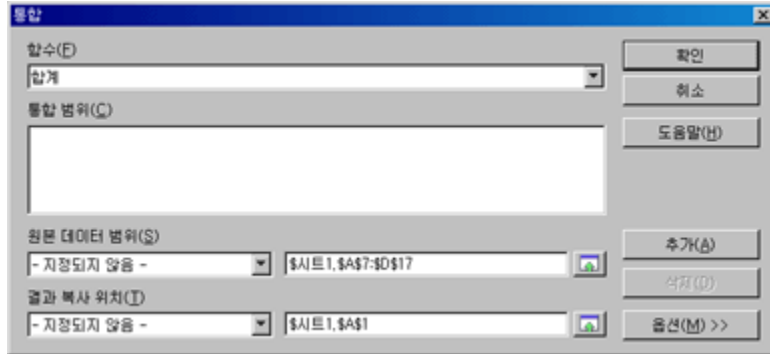 통합
함수(F)
합계
통합 범위(C)
원본 데이터 범위(S)
- 지정되지 않음 -
$시트1.$A$7:$D$17
결과 복사 위치(T)
- 지정되지 않음 -
$시트1.$A$1
확인
취소
도움말(H)
추가(A)
삭제(D)
옵션(M) >>